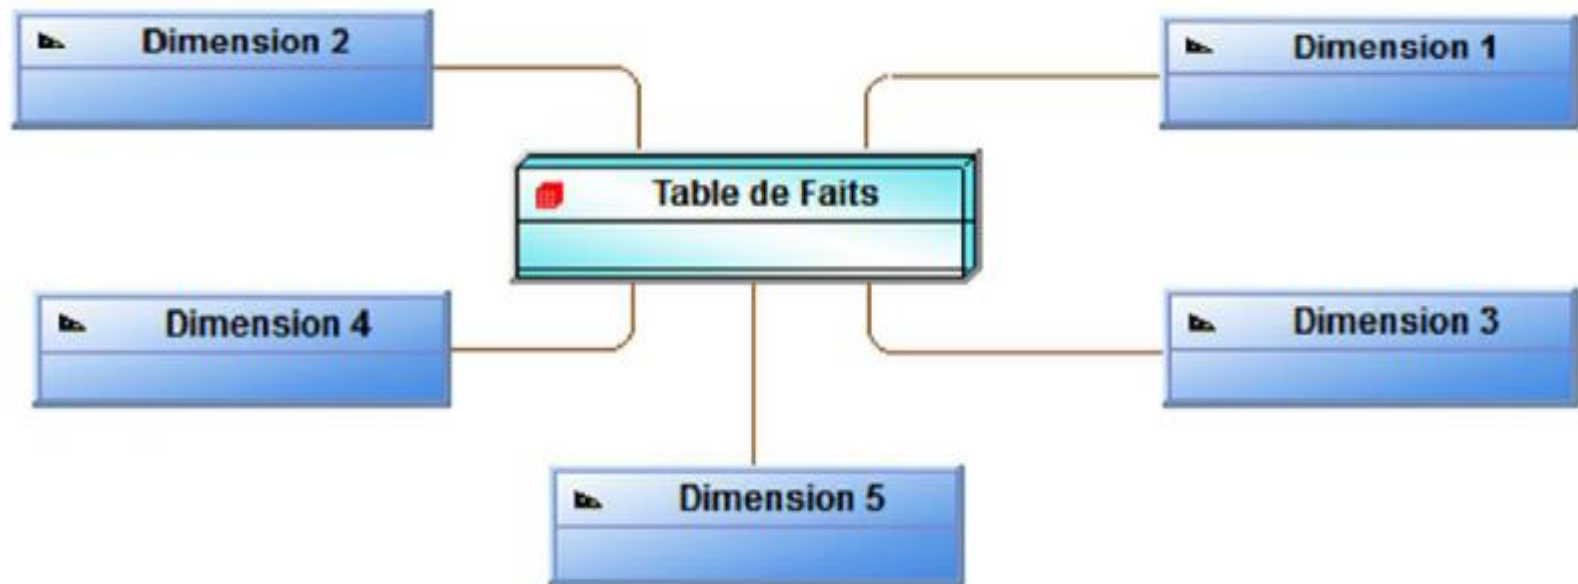 Dimension 2
Dimension 1
Table de Faits
Dimension 4
Dimension 3
Dimension 5